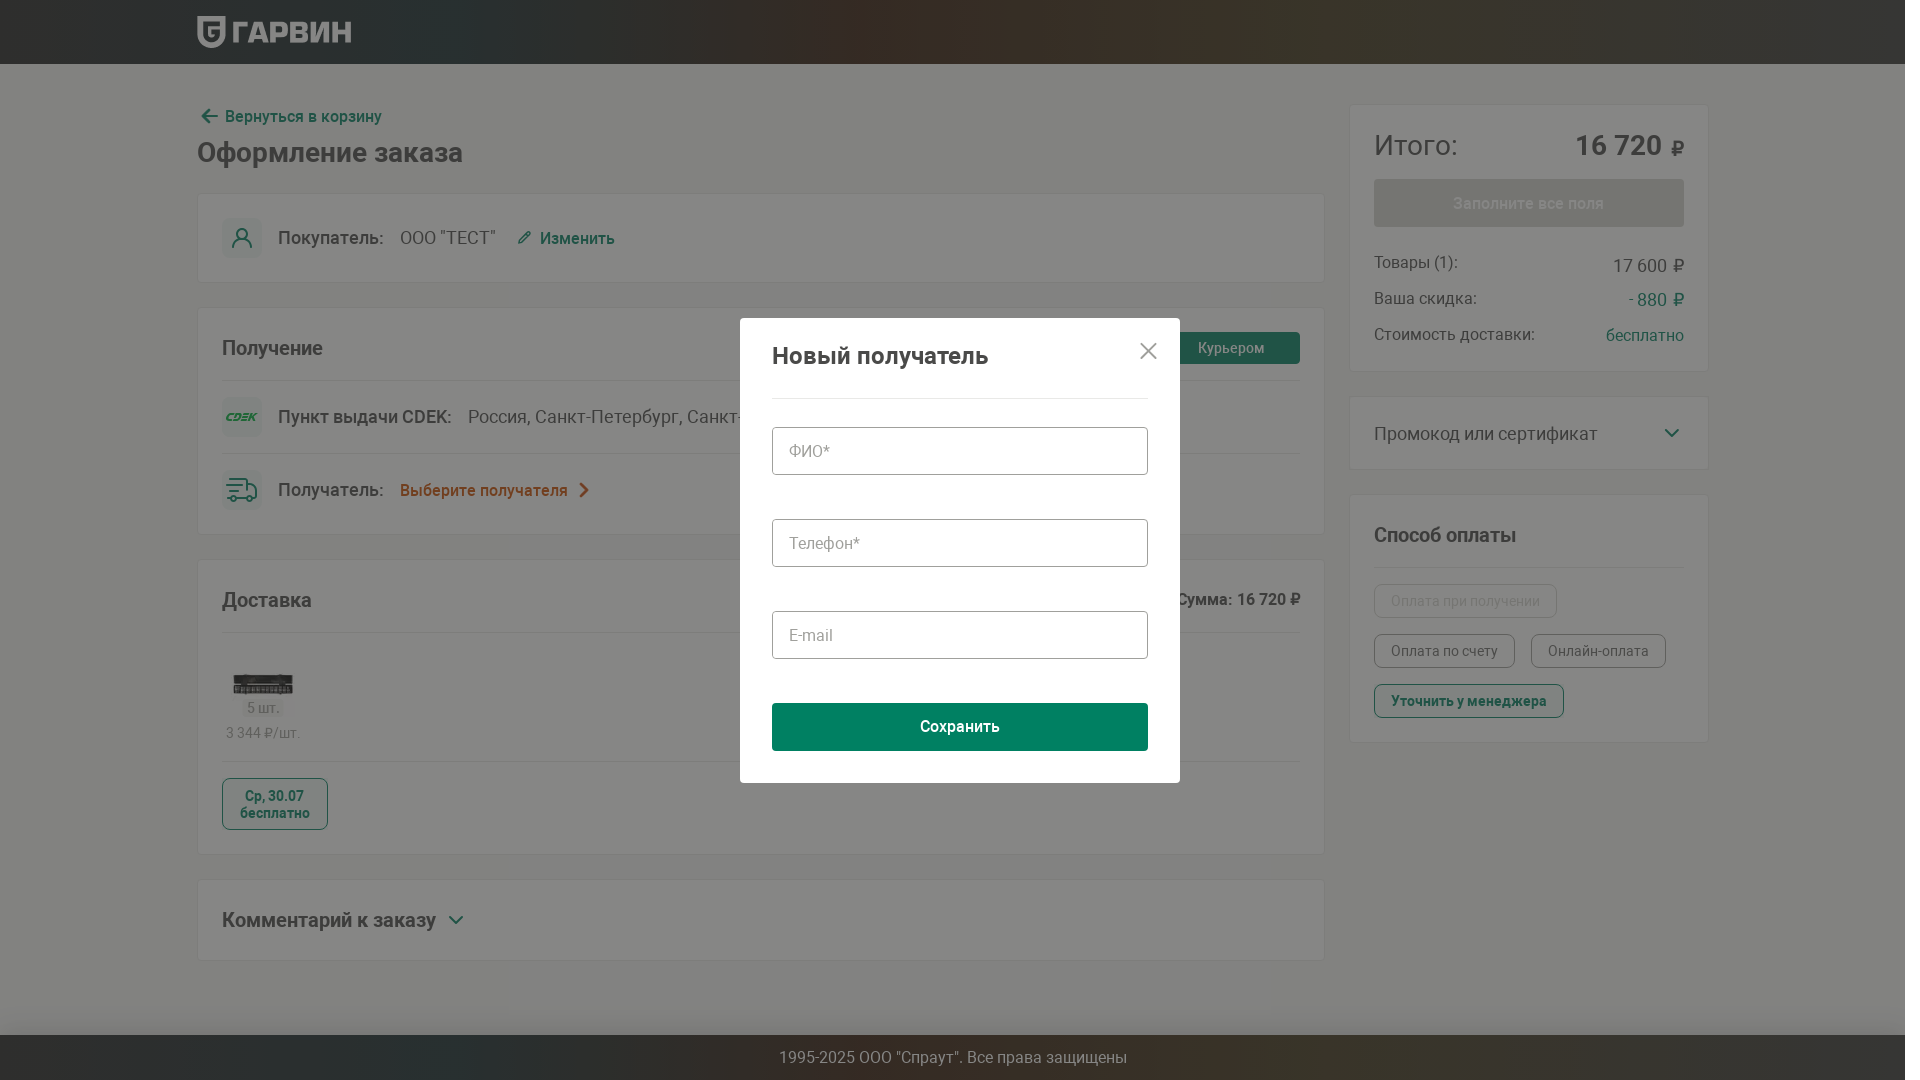 ГАРВИН
Вернуться в корзину
Оформление заказа
Покупатель: ООО "ТЕСТ" Изменить
Получение
Курьером
CDEK Пункт выдачи CDEK: Россия, Санкт-Петербург, Санкт-
Получатель: Выберите получателя
Доставка
Сумма: 16 720 ₽
5 шт.
3 344 ₽/шт.
Ср, 30.07
бесплатно
Комментарий к заказу
Новый получатель
ФИО*
Телефон*
E-mail
Сохранить
Итого: 16 720 ₽
Заполните все поля
Товары (1): 17 600 ₽
Ваша скидка: - 880 ₽
Стоимость доставки: бесплатно
Промокод или сертификат
Способ оплаты
Оплата при получении
Оплата по счету Онлайн-оплата
Уточнить у менеджера
1995-2025 ООО "Спраут". Все права защищены